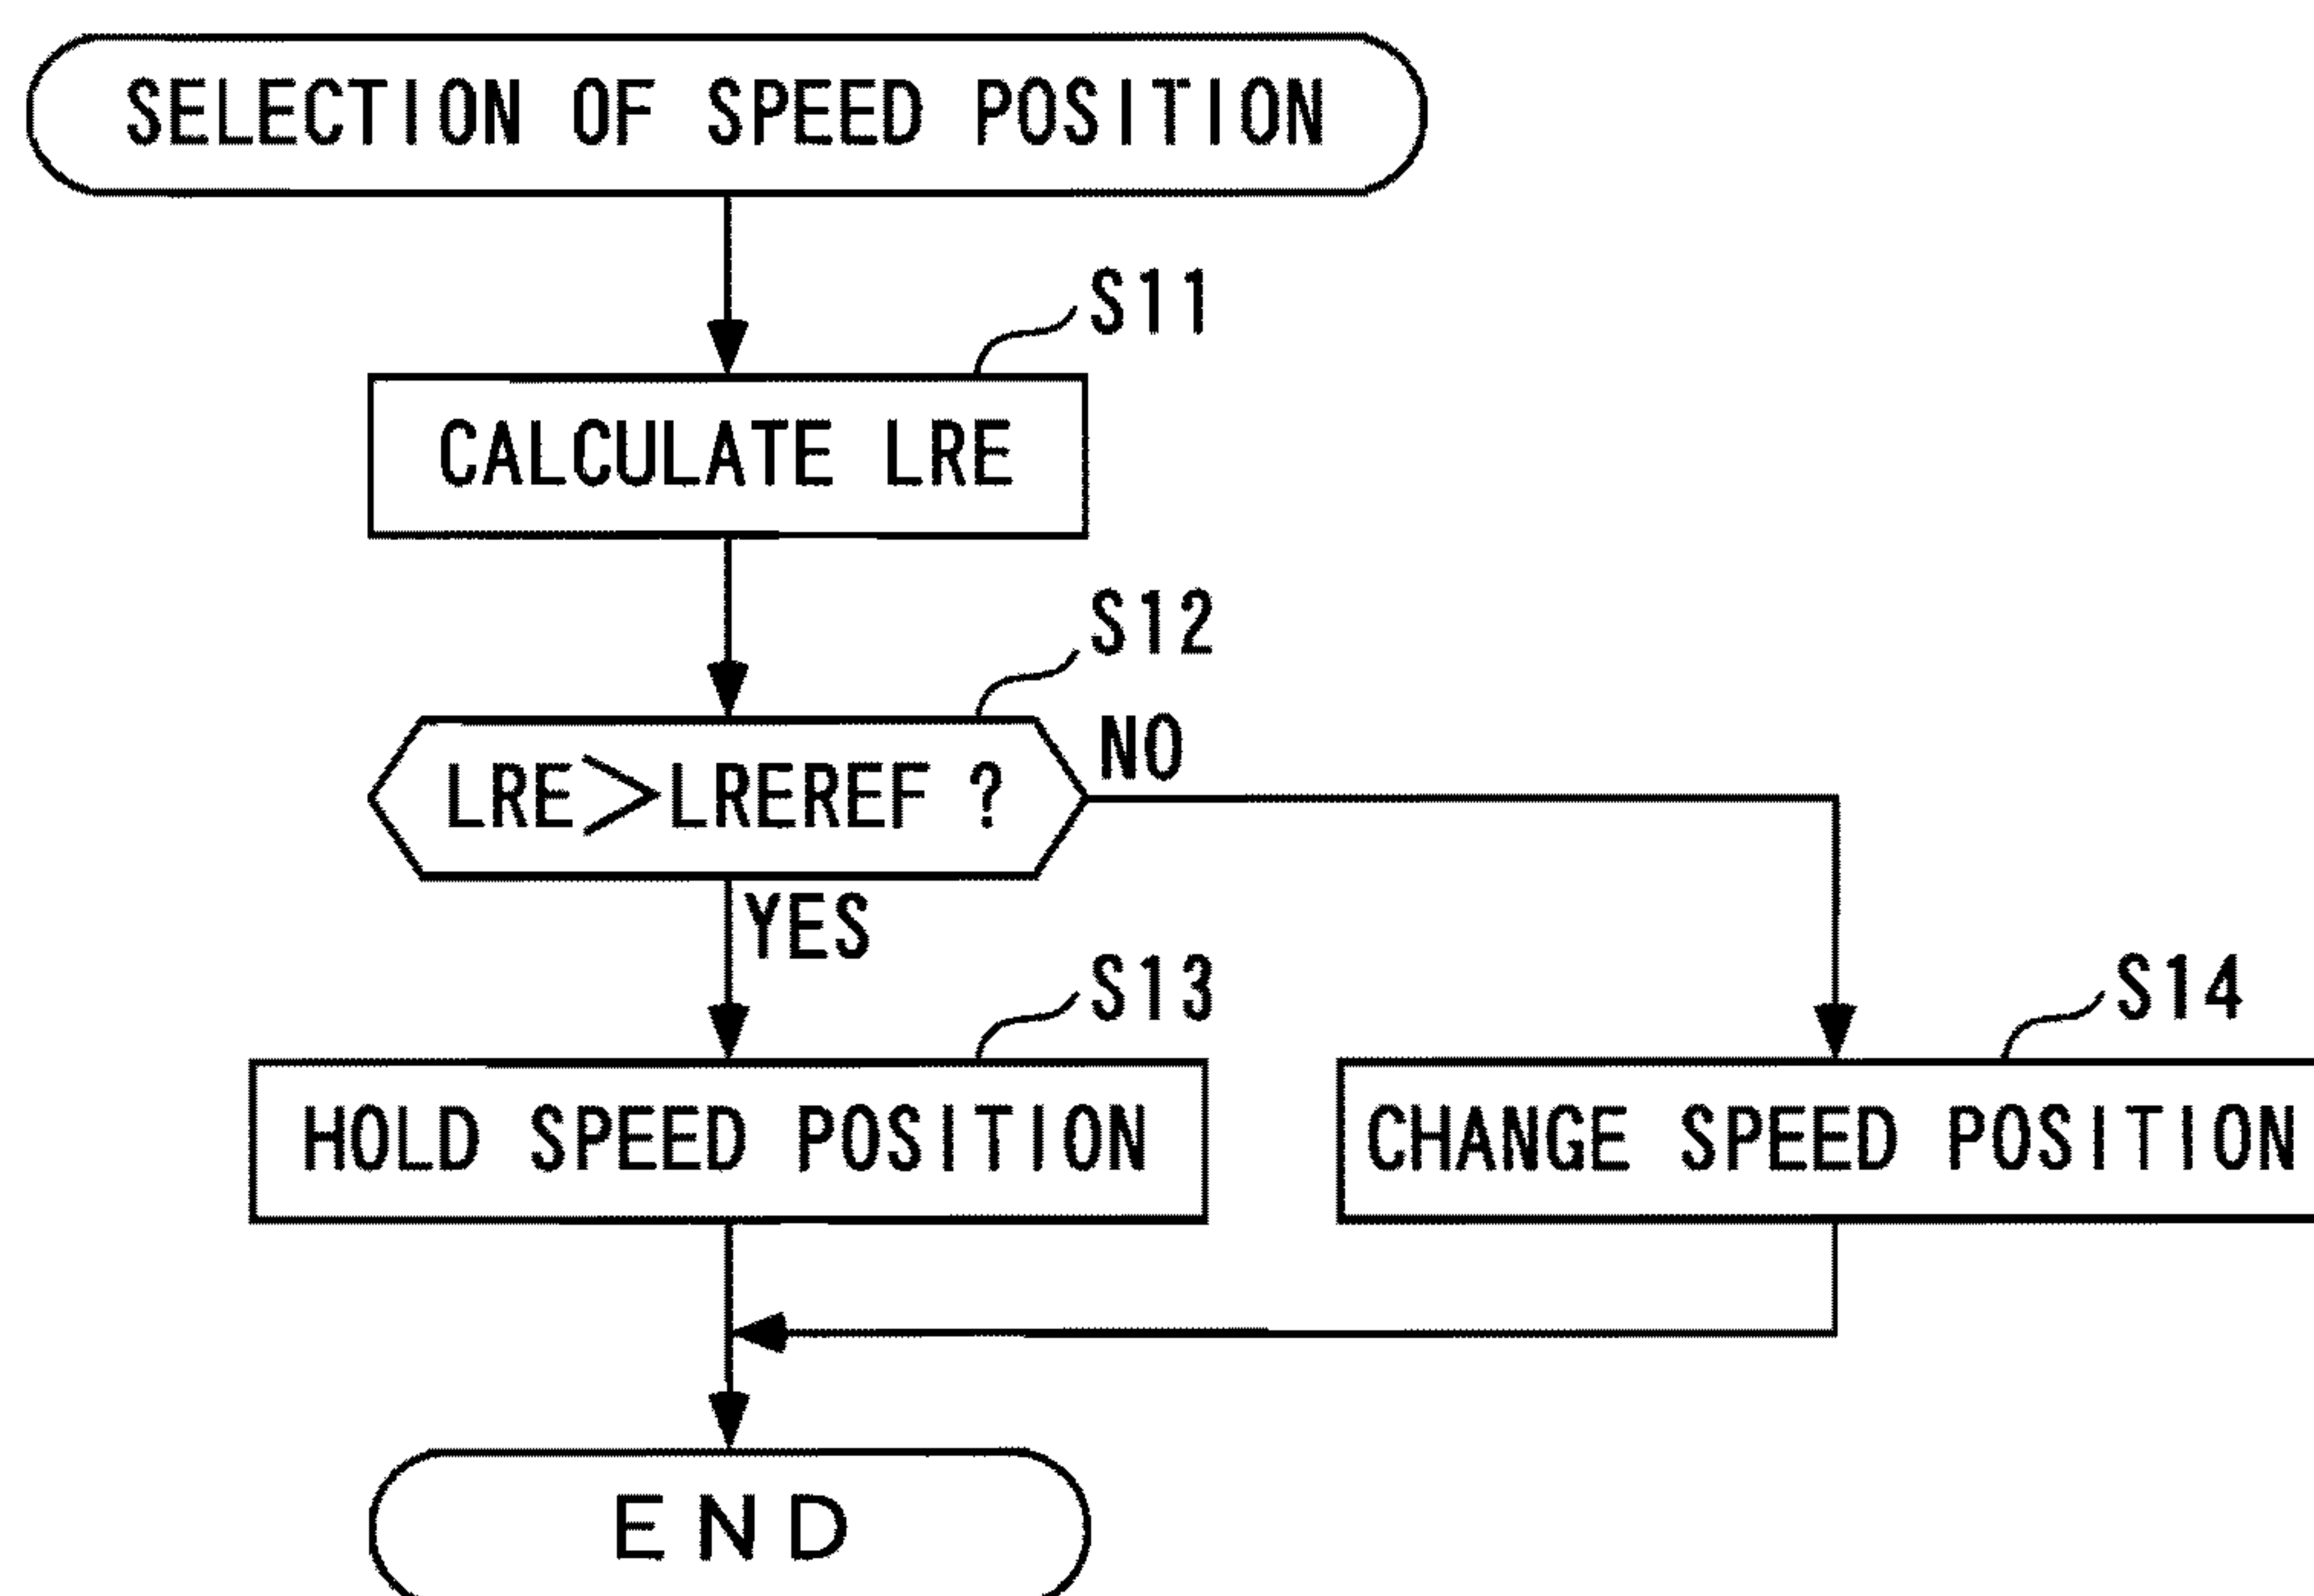 SELECTION OF SPEED POSITION
S11
CALCULATE LRE
S12
LRE>LREREF ?
NO
YES
S13
HOLD SPEED POSITION
S14
CHANGE SPEED POSITION
END